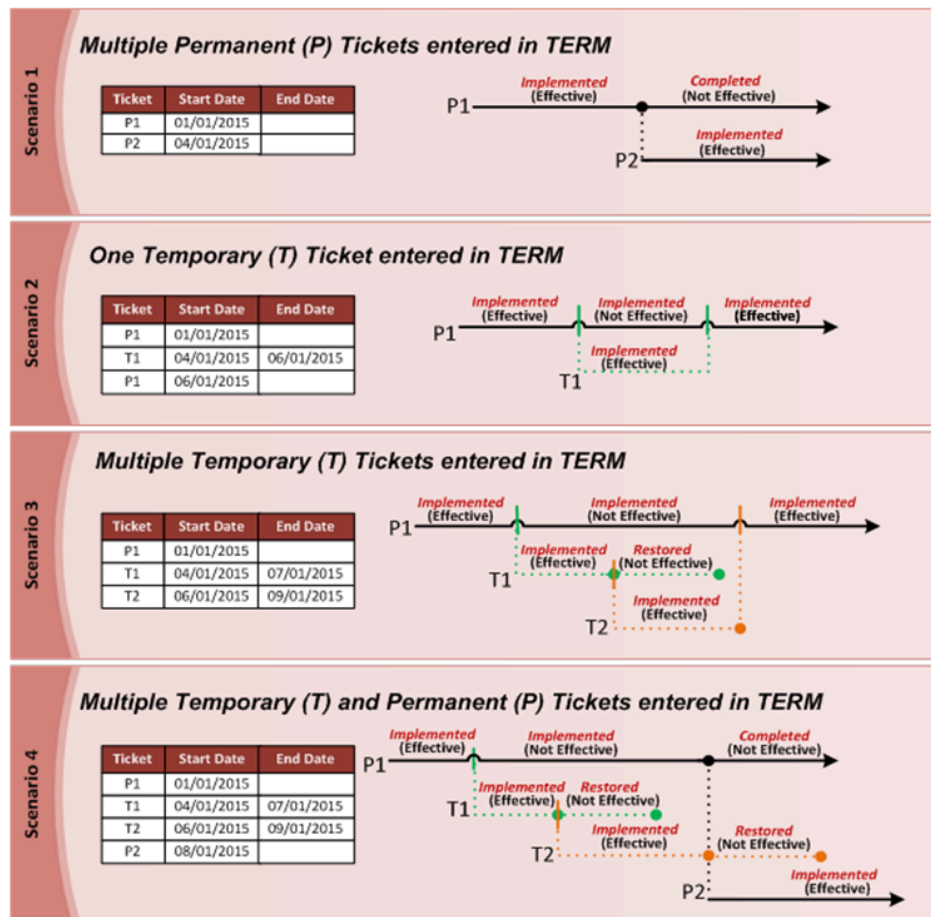 Scenario 1
Multiple Permanent (P) Tickets entered in TERM
Ticket Start Date End Date
P1 01/01/2015
P2 04/01/2015
Implemented
(Effective)
Completed
(Not Effective)
P1
Implemented
(Effective)
P2
Scenario 2
One Temporary (T) Ticket entered in TERM
Ticket Start Date End Date
P1 01/01/2015
T1 04/01/2015 06/01/2015
P1 06/01/2015
Implemented
(Effective)
Implemented
(Not Effective)
Implemented
(Effective)
P1
Implemented
(Effective)
T1
Scenario 3
Multiple Temporary (T) Tickets entered in TERM
Ticket Start Date End Date
P1 01/01/2015
T1 04/01/2015 07/01/2015
T2 06/01/2015 09/01/2015
Implemented
(Effective)
Implemented
(Not Effective)
Implemented
(Effective)
P1
Implemented
(Effective)
Restored
(Not Effective)
T1
Implemented
(Effective)
T2
Scenario 4
Multiple Temporary (T) and Permanent (P) Tickets entered in TERM
Ticket Start Date End Date
P1 01/01/2015
T1 04/01/2015 07/01/2015
T2 06/01/2015 09/01/2015
P2 08/01/2015
Implemented
(Effective)
Implemented
(Not Effective)
Completed
(Not Effective)
P1
Implemented
(Effective)
Restored
(Not Effective)
T1
Implemented
(Effective)
Restored
(Not Effective)
T2
Implemented
(Effective)
P2